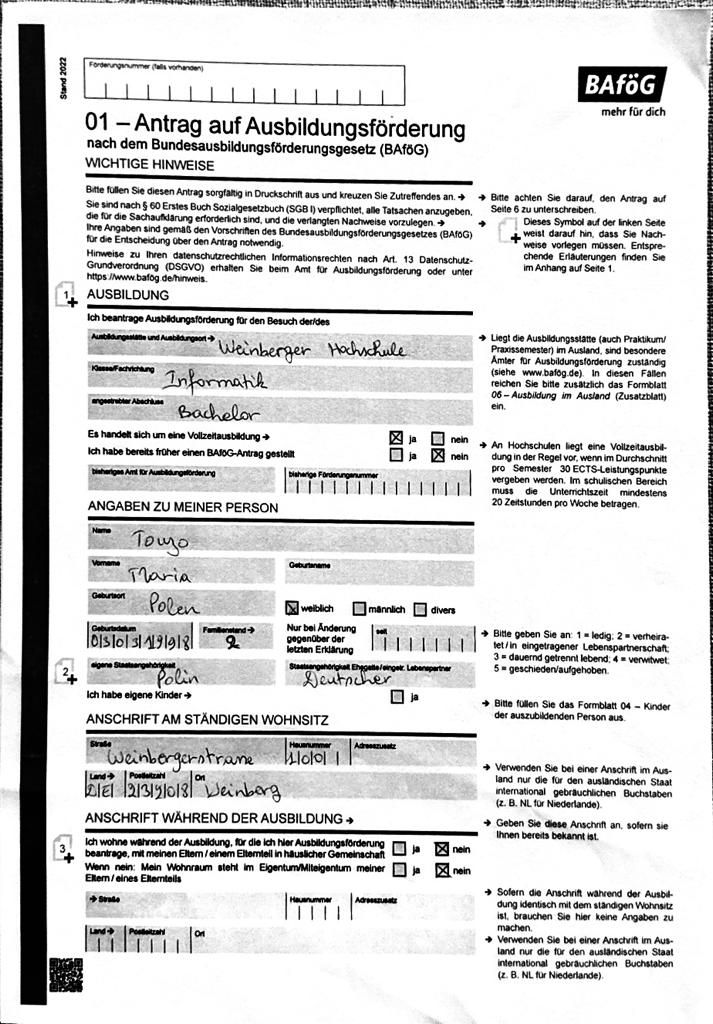 Stand 2022
Förderungsnummer (falls vorhanden)
BAföG
mehr für dich
01 – Antrag auf Ausbildungsförderung
nach dem Bundesausbildungsförderungsgesetz (BAföG)
WICHTIGE HINWEISE
Bitte füllen Sie diesen Antrag sorgfältig in Druckschrift aus und kreuzen Sie Zutreffendes an. →
Sie sind nach § 60 Erstes Buch Sozialgesetzbuch (SGB I) verpflichtet, alle Tatsachen anzugeben,
die für die Sachaufklärung erforderlich sind, und die verlangten Nachweise vorzulegen. →
Ihre Angaben sind gemäß den Vorschriften des Bundesausbildungsförderungsgesetzes (BAföG)
für die Entscheidung über den Antrag notwendig.
Hinweise zu Ihren datenschutzrechtlichen Informationsrechten nach Art. 13 Datenschutz-
Grundverordnung (DSGVO) erhalten Sie beim Amt für Ausbildungsförderung oder unter
https://www.bafög.de/hinweis.
→ Bitte achten Sie darauf, den Antrag auf
Seite 6 zu unterschreiben.
→ Dieses Symbol auf der linken Seite
weist darauf hin, dass Sie Nach-
weise vorlegen müssen. Entspre-
chende Erläuterungen finden Sie
im Anhang auf Seite 1.
1 AUSBILDUNG
Ich beantrage Ausbildungsförderung für den Besuch der/des
Ausbildungsstätte und Ausbildungsort → Weinberger Hochschule
Klasse/Fachrichtung Informatik
angestrebter Abschluss Bachelor
→ Liegt die Ausbildungsstätte (auch Praktikum/
Praxissemester) im Ausland, sind besondere
Ämter für Ausbildungsförderung zuständig
(siehe www.bafög.de). In diesen Fällen
reichen Sie bitte zusätzlich das Formblatt
06 – Ausbildung im Ausland (Zusatzblatt)
ein.
Es handelt sich um eine Vollzeitausbildung → ☒ ja ☐ nein
Ich habe bereits früher einen BAföG-Antrag gestellt ☐ ja ☒ nein
bisheriges Amt für Ausbildungsförderung bisherige Förderungsnummer
→ An Hochschulen liegt eine Vollzeitausbil-
dung in der Regel vor, wenn im Durchschnitt
pro Semester 30 ECTS-Leistungspunkte
vergeben werden. Im schulischen Bereich
muss die Unterrichtszeit mindestens
20 Zeitstunden pro Woche betragen.
ANGABEN ZU MEINER PERSON
Name
Vorname Maria Geburtsname
Geburtsort Polen ☒ weiblich ☐ männlich ☐ divers
Geburtsdatum 03031998 Familienstand → 2 Nur bei Änderung gegenüber der letzten Erklärung seit
→ Bitte geben Sie an: 1 = ledig; 2 = verheira-
tet/in eingetragener Lebenspartnerschaft;
3 = dauernd getrennt lebend; 4 = verwitwet;
5 = geschieden/aufgehoben.
2 eigene Staatsangehörigkeit Polin Staatsangehörigkeit Ehegatte/eingetr. Lebenspartner Deutscher
Ich habe eigene Kinder → ☐ ja
→ Bitte füllen Sie das Formblatt 04 – Kinder
der auszubildenden Person aus.
ANSCHRIFT AM STÄNDIGEN WOHNSITZ
Straße Hausnummer 100 Adresszusatz
Land → DE Postleitzahl 23208 Ort Weinberg
→ Verwenden Sie bei einer Anschrift im Aus-
land nur die für den ausländischen Staat
international gebräuchlichen Buchstaben
(z. B. NL für Niederlande).
ANSCHRIFT WÄHREND DER AUSBILDUNG →
→ Geben Sie diese Anschrift an, sofern sie
Ihnen bereits bekannt ist.
3 Ich wohne während der Ausbildung, für die ich hier Ausbildungsförderung
beantrage, mit meinen Eltern / einem Elternteil in häuslicher Gemeinschaft ☐ ja ☒ nein
Wenn nein: Mein Wohnraum steht im Eigentum/Miteigentum meiner
Eltern / eines Elternteils ☐ ja ☒ nein
→ Straße Hausnummer Adresszusatz
Land → Postleitzahl Ort
→ Sofern die Anschrift während der Ausbil-
dung identisch mit dem ständigen Wohnsitz
ist, brauchen Sie hier keine Angaben zu
machen.
→ Verwenden Sie bei einer Anschrift im Aus-
land nur die für den ausländischen Staat
international gebräuchlichen Buchstaben
(z. B. NL für Niederlande).